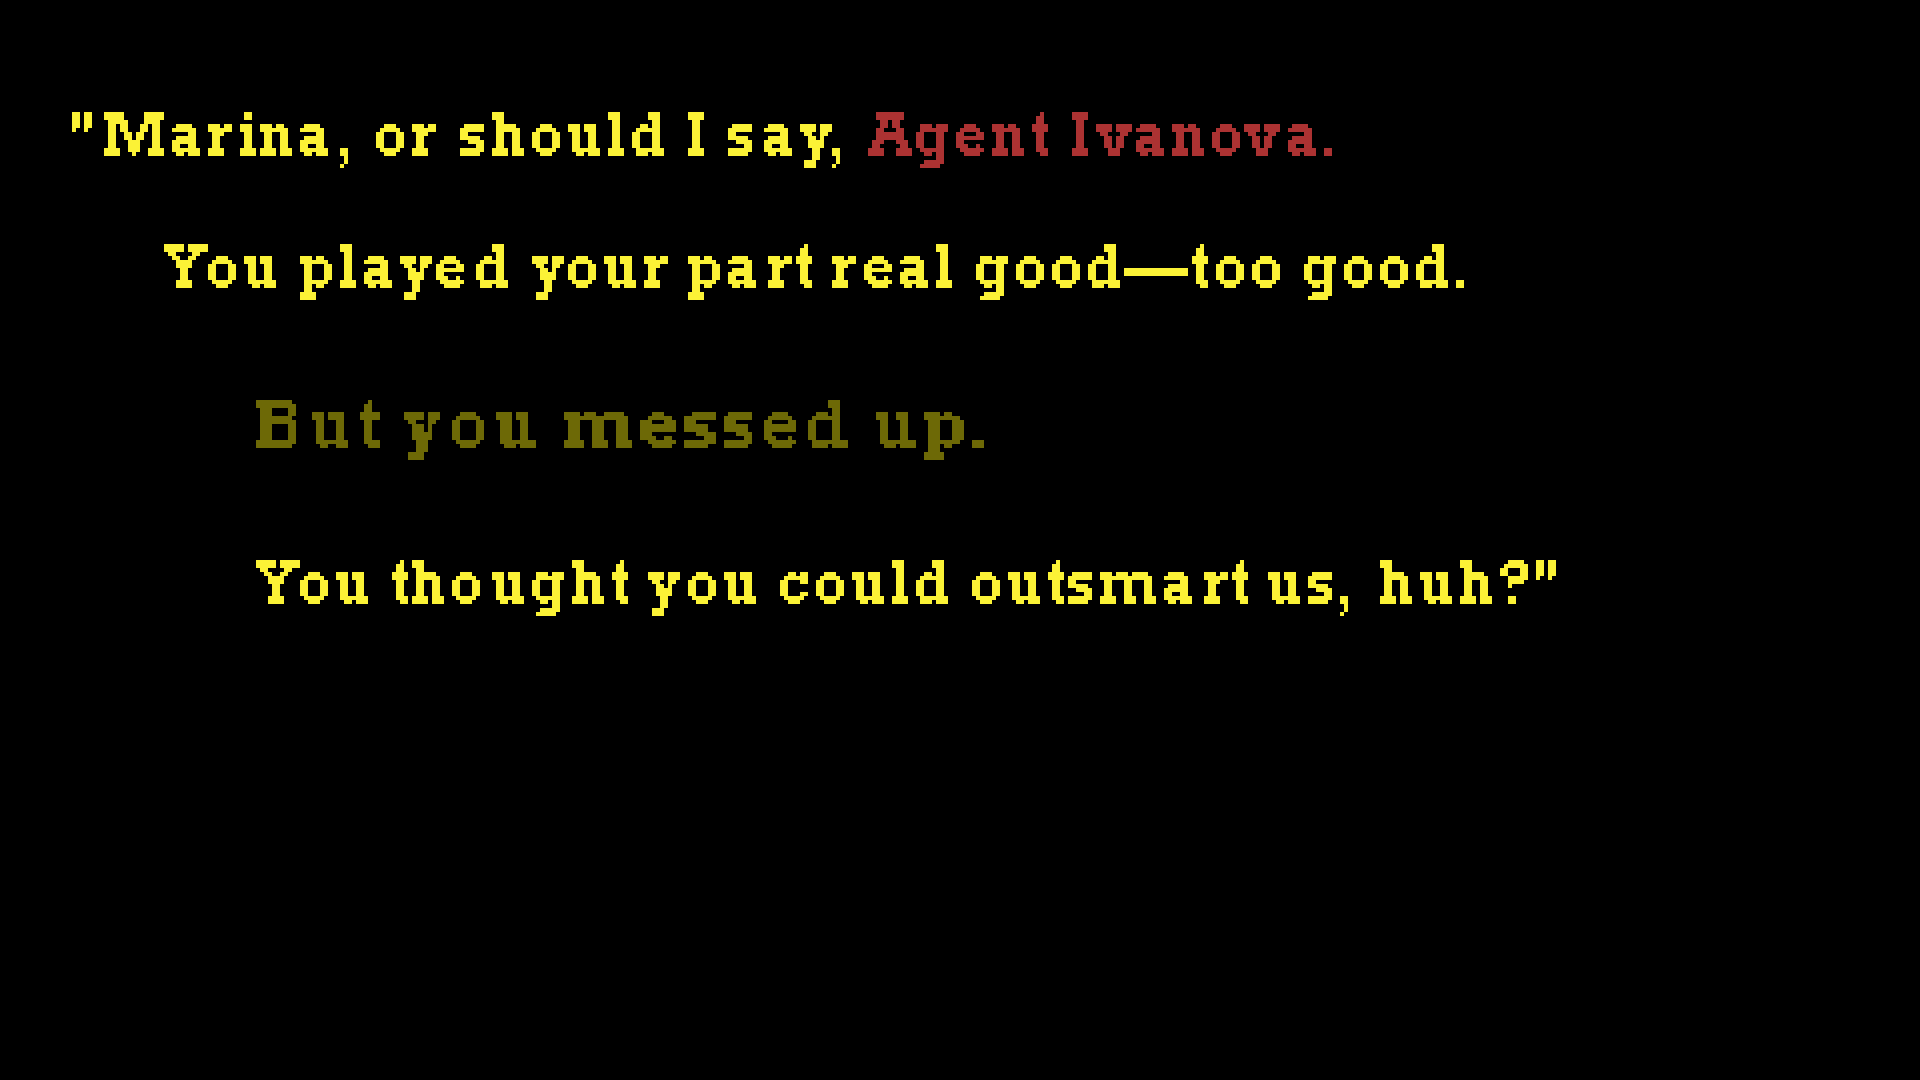 "Marina, or should I say, Agent Ivanova.
You played your part real good—too good.
But you messed up.
You thought you could outsmart us, huh?"